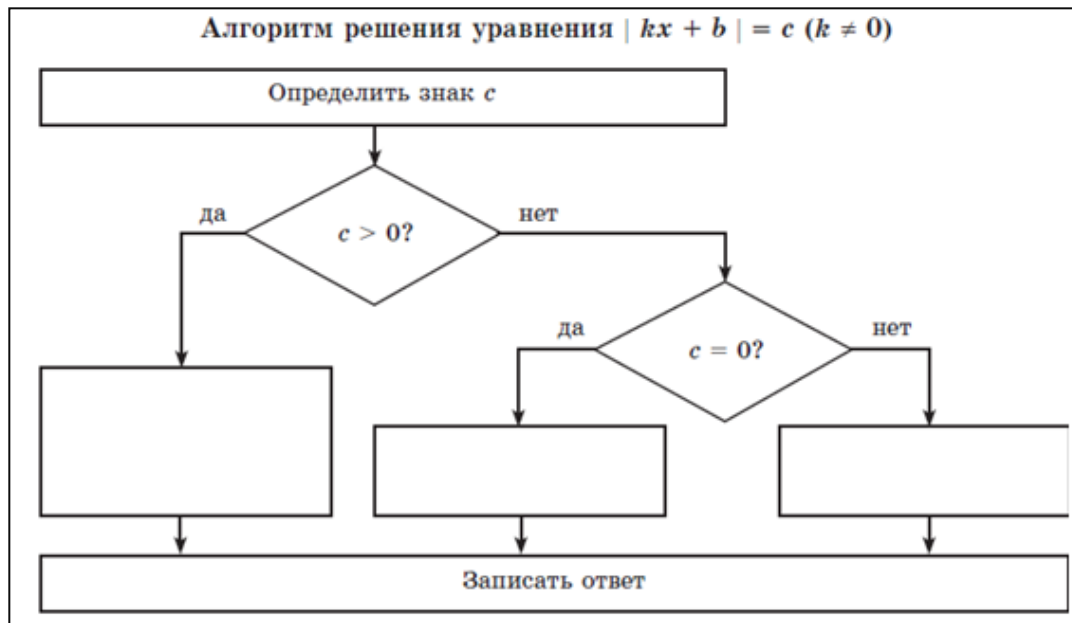 Алгоритм решения уравнения | kx + b | = c (k ≠ 0)
Определить знак c
да
c > 0?
нет
да
c = 0?
нет
Записать ответ